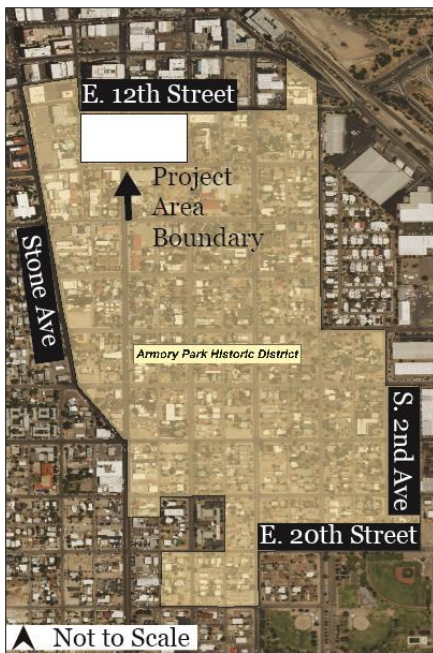 E. 12th Street
Project
Area
Boundary
Stone Ave
Armory Park Historic District
S. 2nd Ave
E. 20th Street
Not to Scale